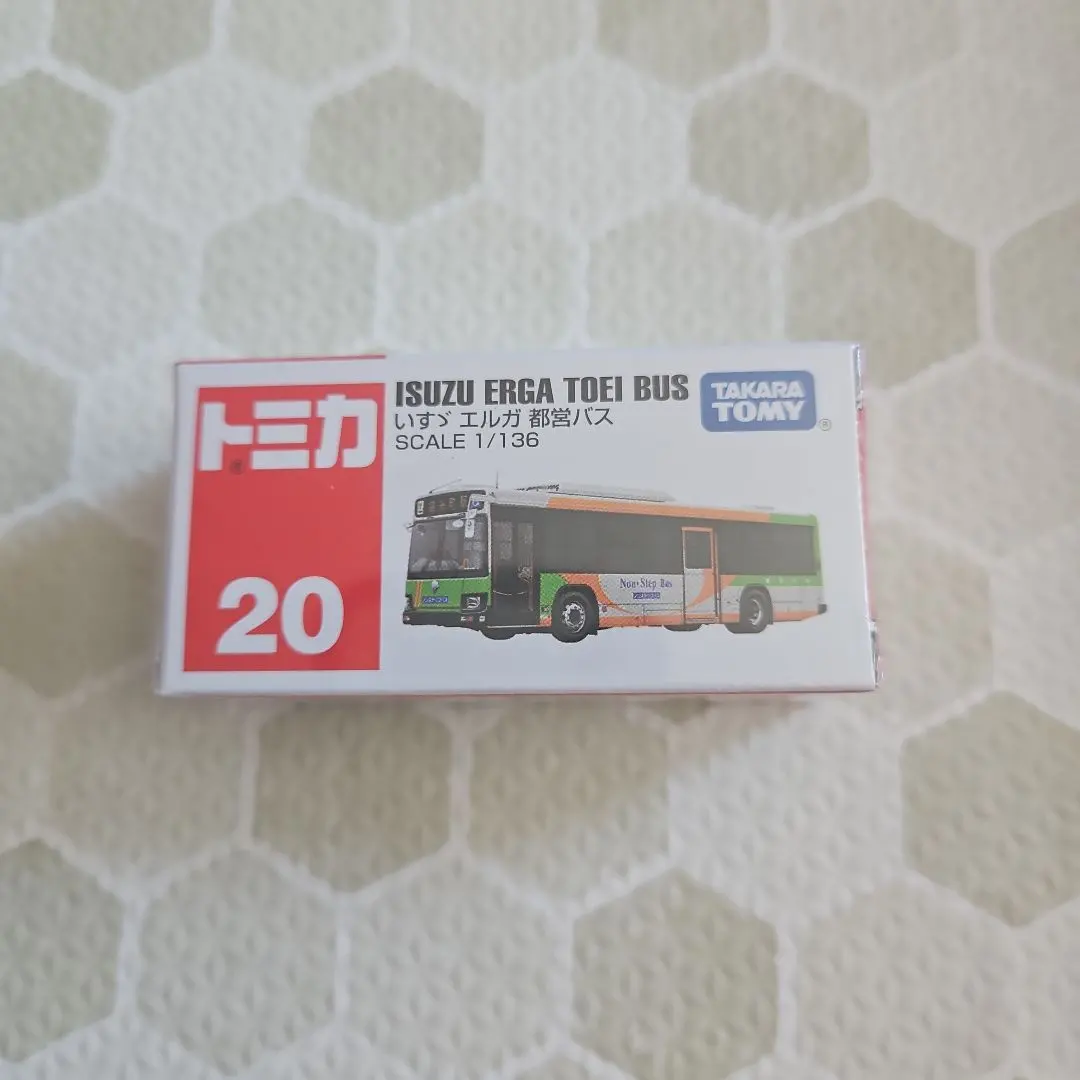 トミカ
20
ISUZU ERGA TOEI BUS
いすゞ エルガ 都営バス
SCALE 1/136
TAKARA
TOMY
®
Non-Step Bus